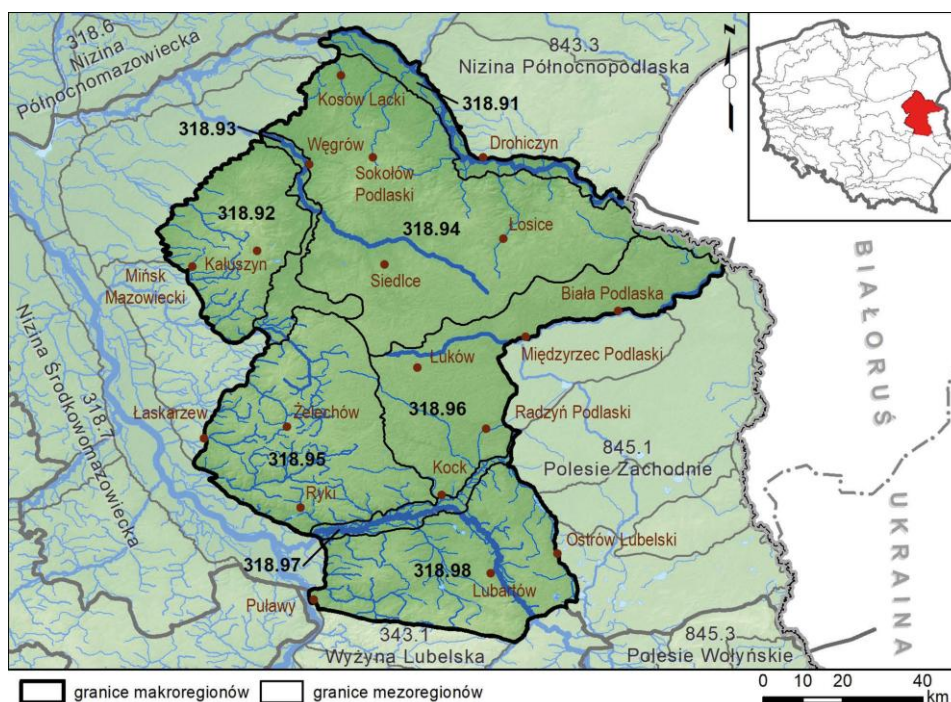 318.6
Nizina
Północnomazowiecka
843.3
Nizina Północnopodlaska
N
Kosów Lacki
318.91
318.93
Węgrów
Drohiczyn
Sokołów
Podlaski
318.92
318.94
Łosice
Kałuszyn
Mińsk
Mazowiecki
Siedlce
Biała Podlaska
BIAŁORUŚ
Nizina Środkowomazowiecka
318.7
Łuków
Międzyrzec Podlaski
Łaskarzew
Żelechów
318.96
Radzyń Podlaski
318.95
845.1
Polesie Zachodnie
Kock
Ryki
UKRAINA
318.97
318.98
Ostrów Lubelski
Lubartów
Puławy
343.1
Wyżyna Lubelska
845.3
Polesie Wołyńskie
granice makroregionów
granice mezoregionów
0 10 20 40
km